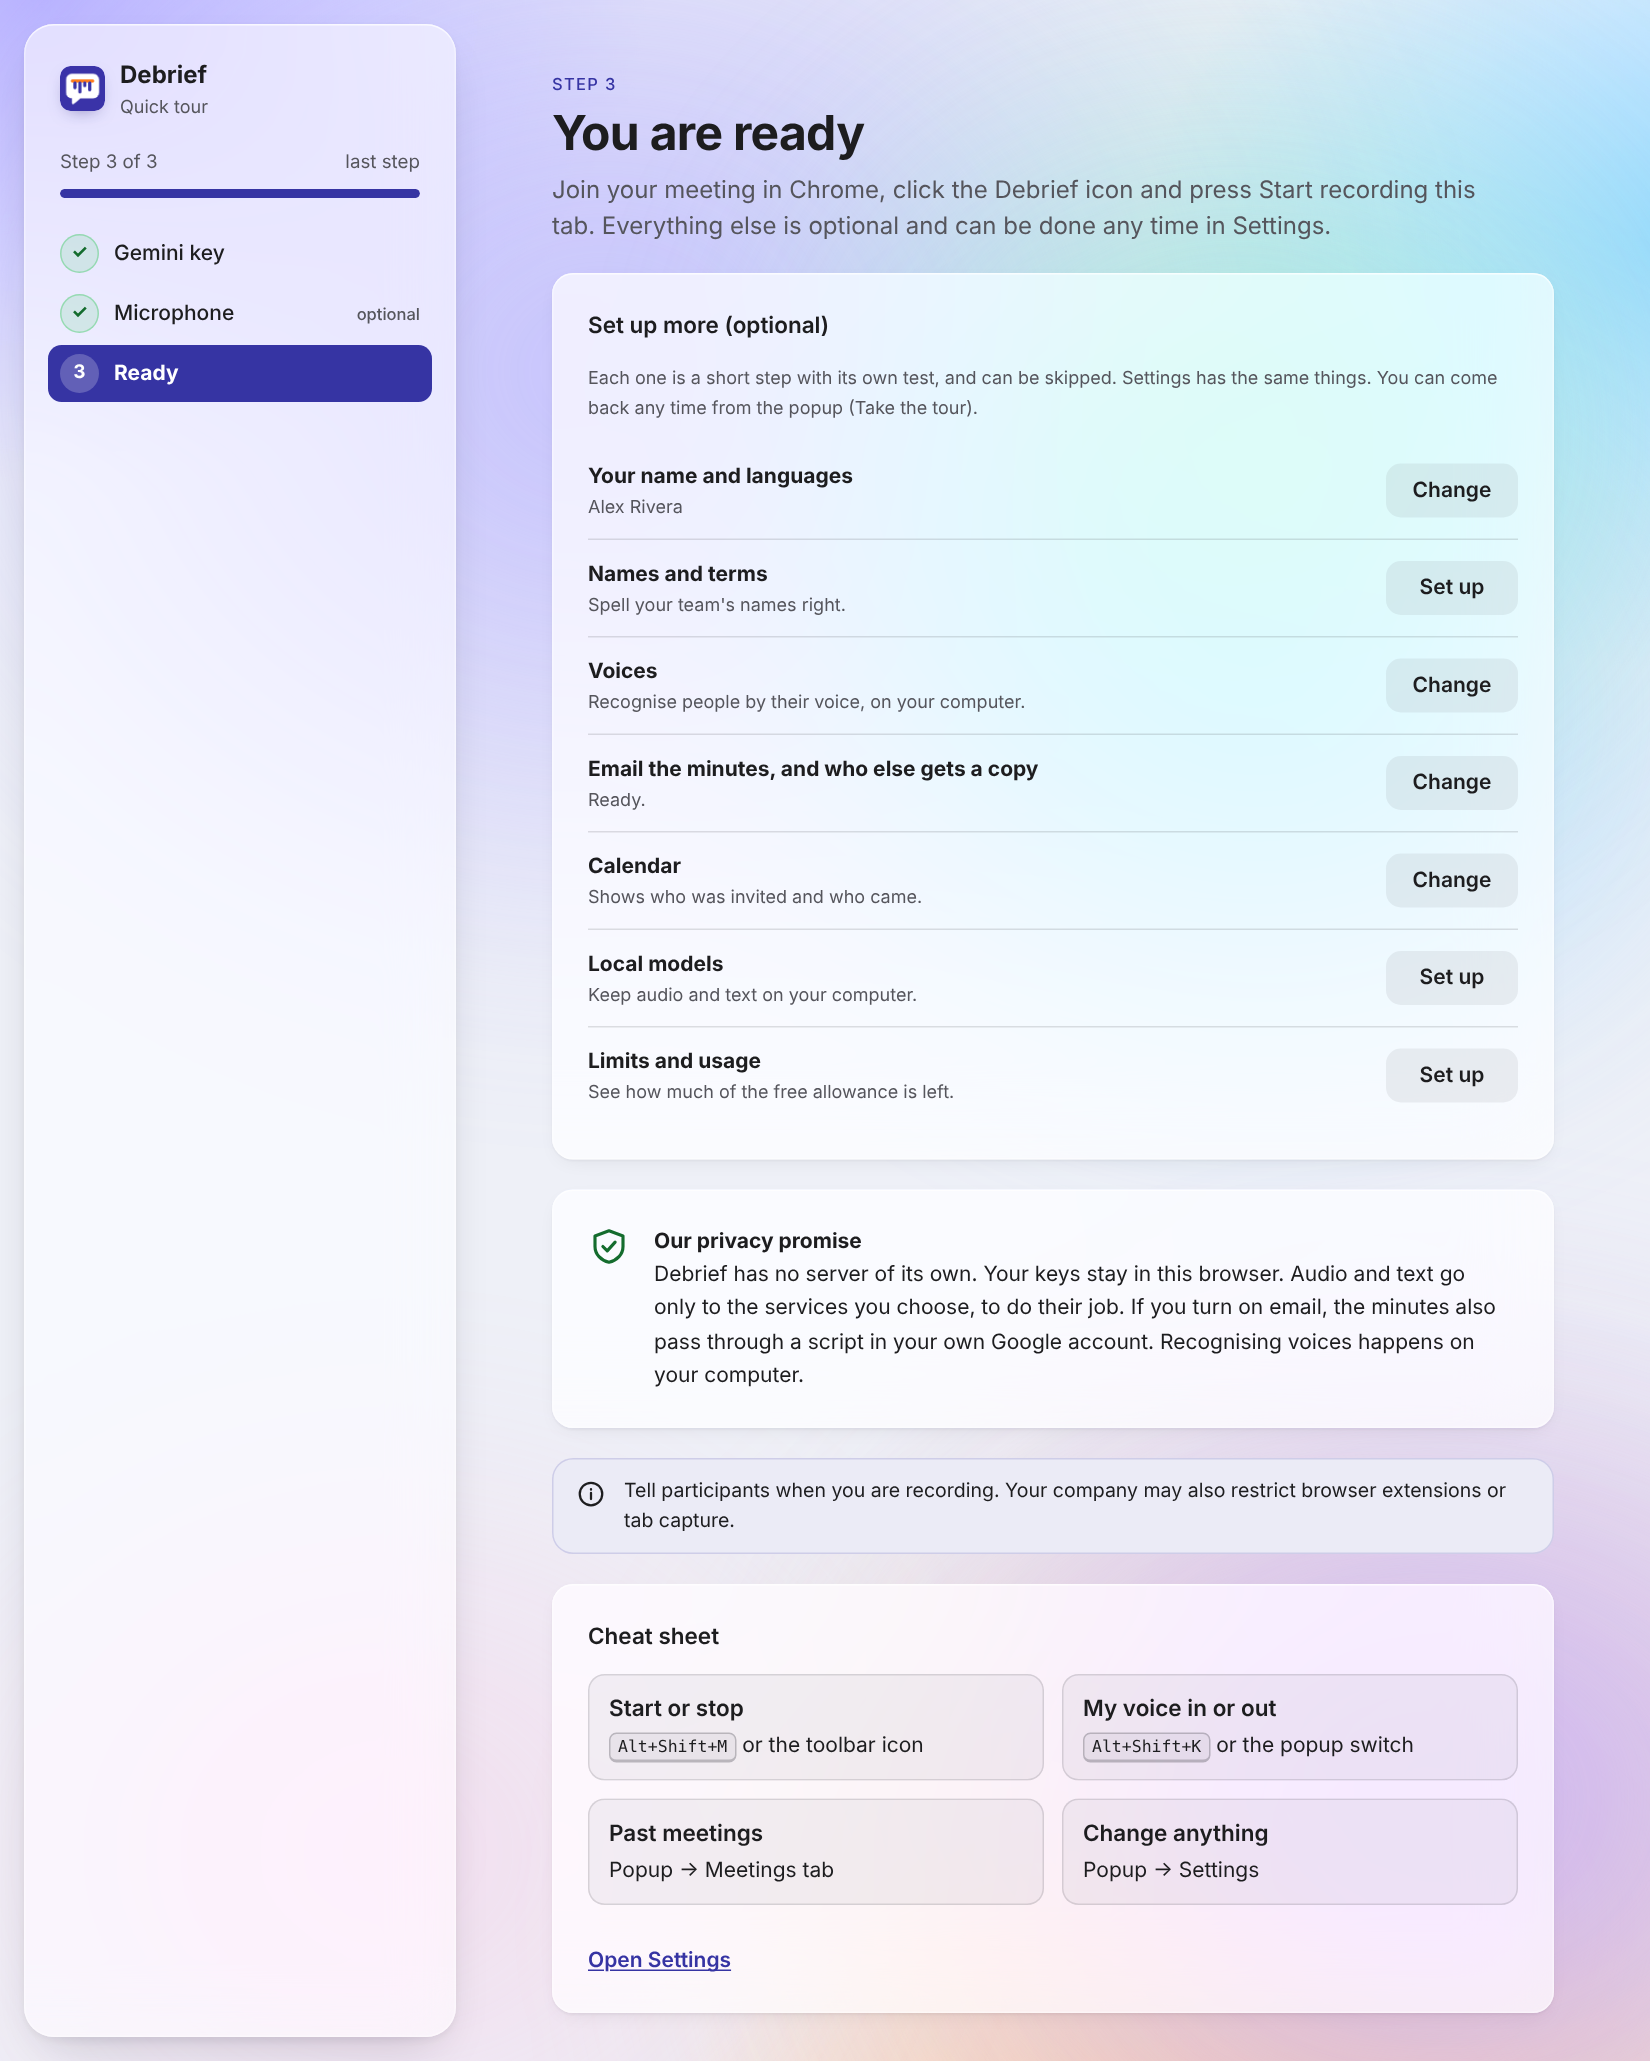 Debrief
Quick tour
Step 3 of 3
last step
Gemini key
Microphone
optional
3
Ready
STEP 3
You are ready
Join your meeting in Chrome, click the Debrief icon and press Start recording this
tab. Everything else is optional and can be done any time in Settings.
Set up more (optional)
Each one is a short step with its own test, and can be skipped. Settings has the same things. You can come
back any time from the popup (Take the tour).
Your name and languages
Alex Rivera
Change
Names and terms
Spell your team's names right.
Set up
Voices
Recognise people by their voice, on your computer.
Change
Email the minutes, and who else gets a copy
Ready.
Change
Calendar
Shows who was invited and who came.
Change
Local models
Keep audio and text on your computer.
Set up
Limits and usage
See how much of the free allowance is left.
Set up
Our privacy promise
Debrief has no server of its own. Your keys stay in this browser. Audio and text go
only to the services you choose, to do their job. If you turn on email, the minutes also
pass through a script in your own Google account. Recognising voices happens on
your computer.
Tell participants when you are recording. Your company may also restrict browser extensions or
tab capture.
Cheat sheet
Start or stop
Alt+Shift+M or the toolbar icon
My voice in or out
Alt+Shift+K or the popup switch
Past meetings
Popup → Meetings tab
Change anything
Popup → Settings
Open Settings